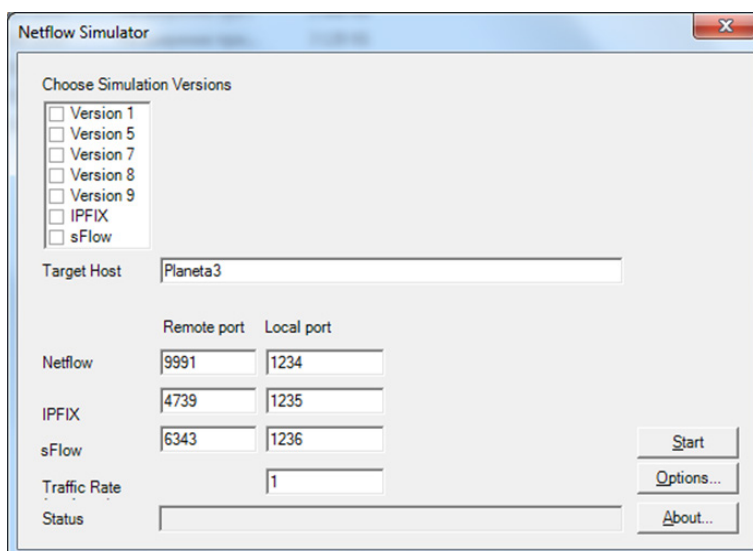 Netflow Simulator
Choose Simulation Versions
Version 1
Version 5
Version 7
Version 8
Version 9
IPFIX
sFlow
Target Host Planeta3
Remote port Local port
Netflow 9991 1234
IPFIX 4739 1235
sFlow 6343 1236
Start
Traffic Rate 1
Options...
Status
About...